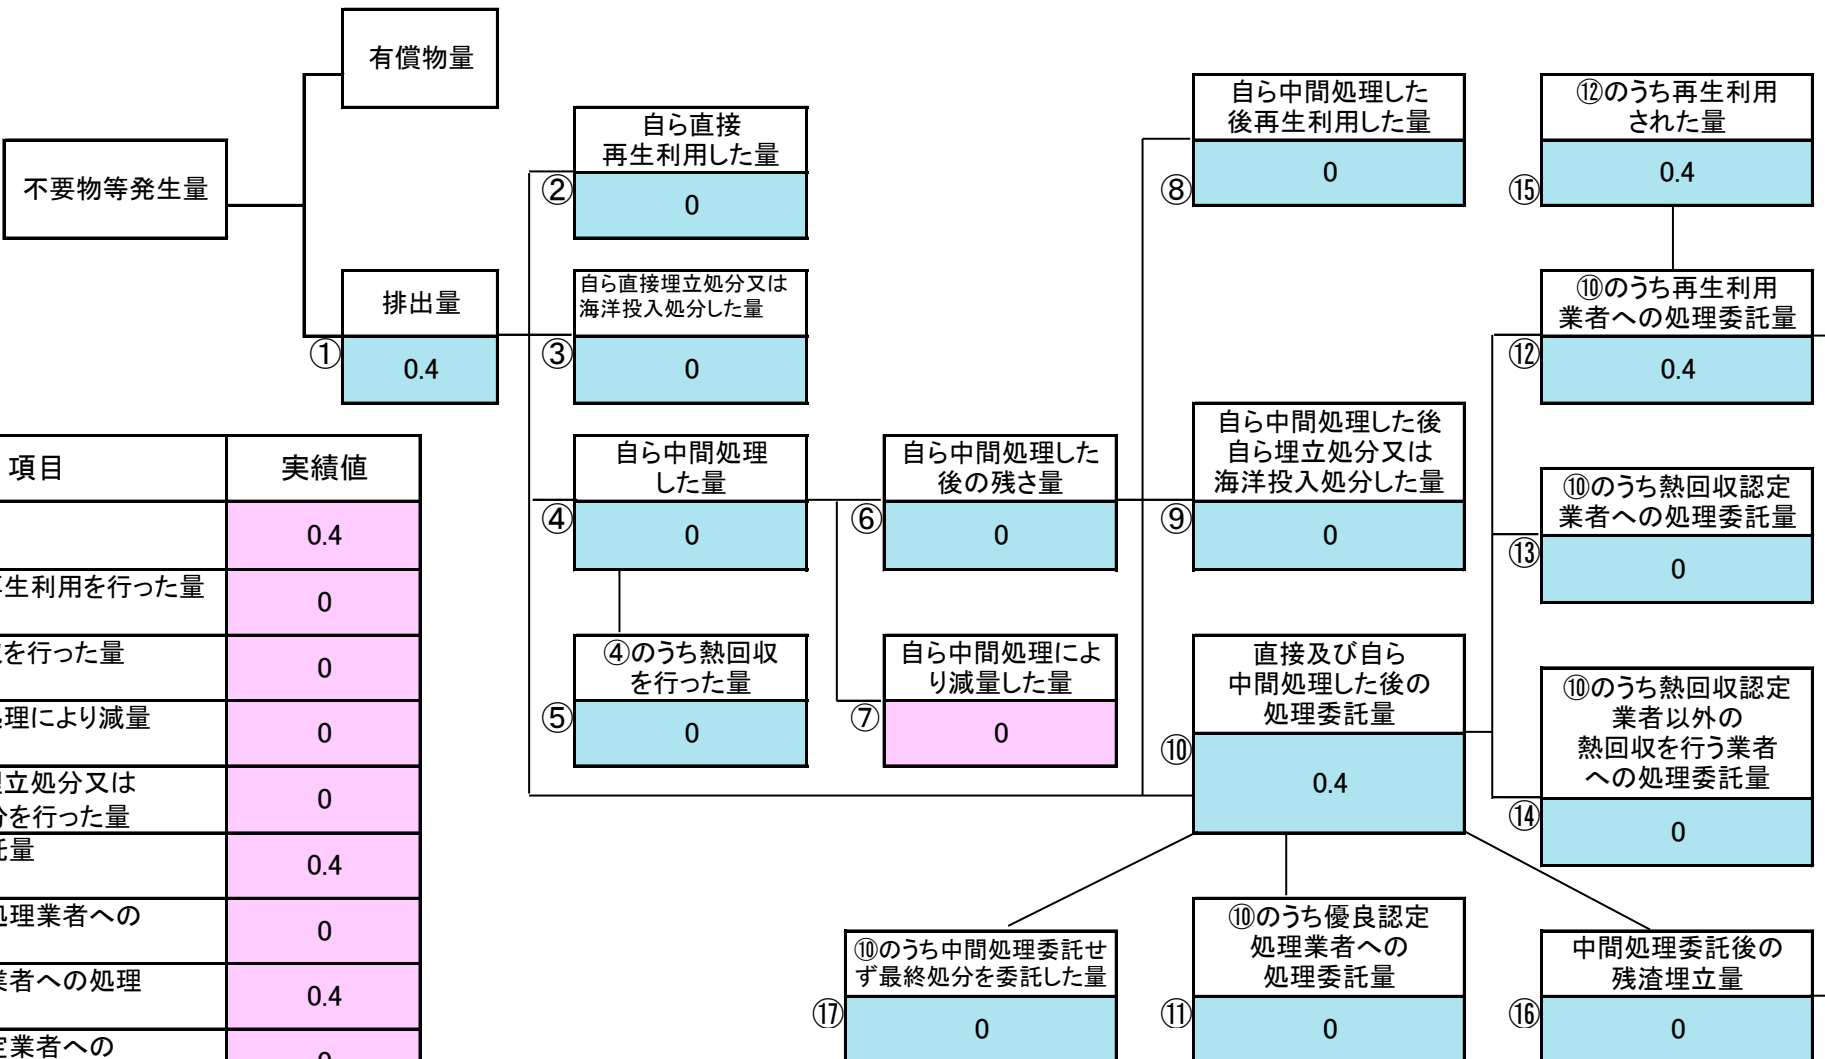 有償物量
不要物等発生量
排出量
①
0.4
自ら直接
再生利用した量
②
0
自ら直接埋立処分又は
海洋投入処分した量
③
0
自ら中間処理
した量
④
0
④のうち熱回収
を行った量
⑤
0
自ら中間処理した
後の残さ量
⑥
0
自ら中間処理によ
り減量した量
⑦
0
自ら中間処理した
後再生利用した量
⑧
0
自ら中間処理した後
自ら埋立処分又は
海洋投入処分した量
⑨
0
直接及び自ら
中間処理した後の
処理委託量
⑩
0.4
⑫のうち再生利用
された量
⑮
0.4
⑩のうち再生利用
業者への処理委託量
⑫
0.4
⑩のうち熱回収認定
業者への処理委託量
⑬
0
⑩のうち熱回収認定
業者以外の
熱回収を行う業者
への処理委託量
⑭
0
⑩のうち中間処理委託せ
ず最終処分を委託した量
⑰
0
⑩のうち優良認定
処理業者への
処理委託量
⑪
0
中間処理委託後の
残渣埋立量
⑯
0
項目
実績値
0.4
生利用を行った量
0
を行った量
0
理により減量
0
立処分又は
を行った量
0
量
0.4
処理業者への
0
業者への処理
0.4
業者への
0